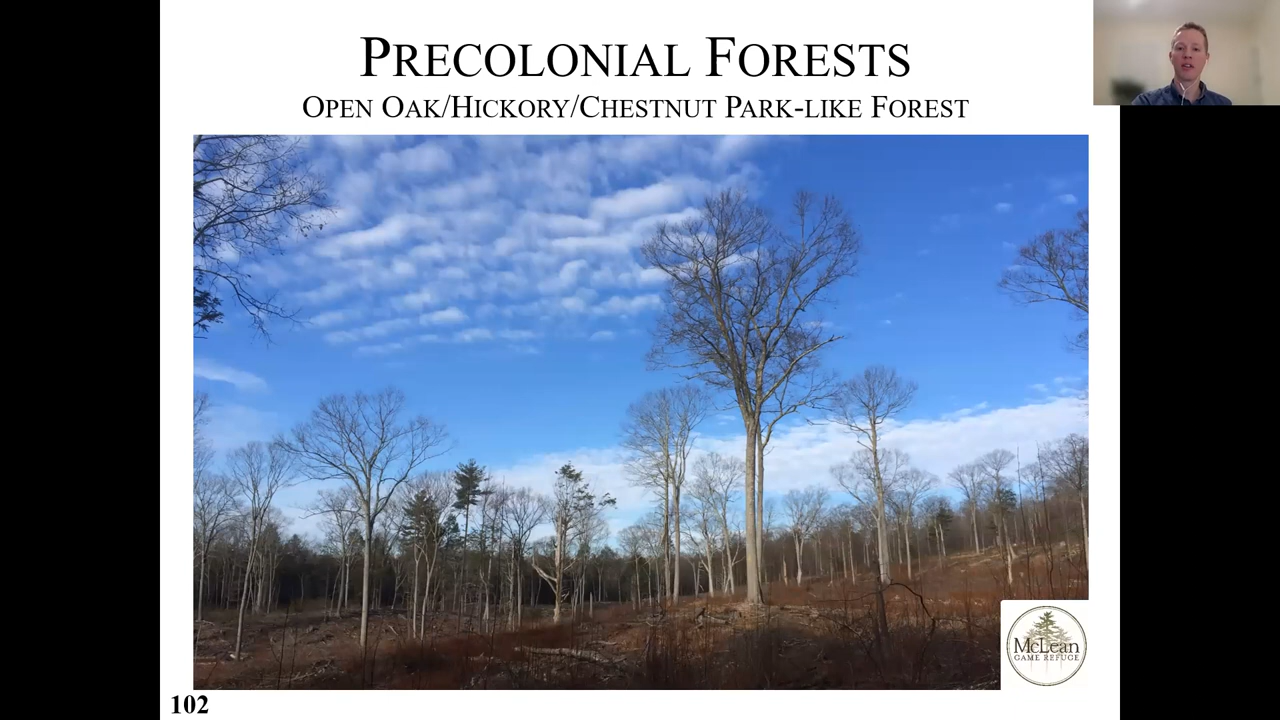 PRECOLONIAL FORESTS
OPEN OAK/HICKORY/CHESTNUT PARK-LIKE FOREST
McLean
GAME REFUGE
102